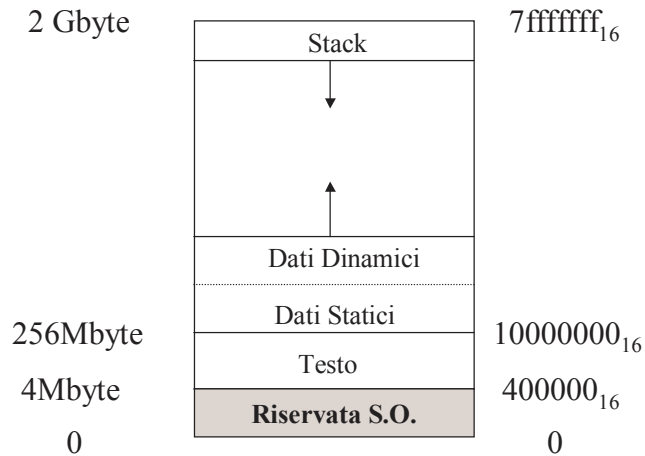 2 Gbyte Stack 7fffffff16
Dati Dinamici
Dati Statici
256Mbyte 1000000016
Testo
4Mbyte 40000016
Riservata S.O.
0 0